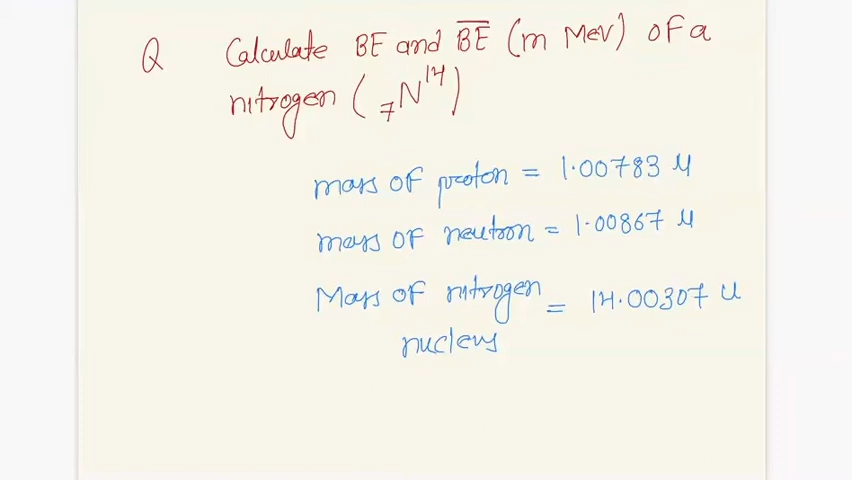 Q Calculate BE and B̅E̅ (in MeV) of a
nitrogen (₇N¹⁴)
mass of proton = 1.00783 u
mass of neutron = 1.00867 u
Mass of nitrogen = 14.00307 u
nucleus